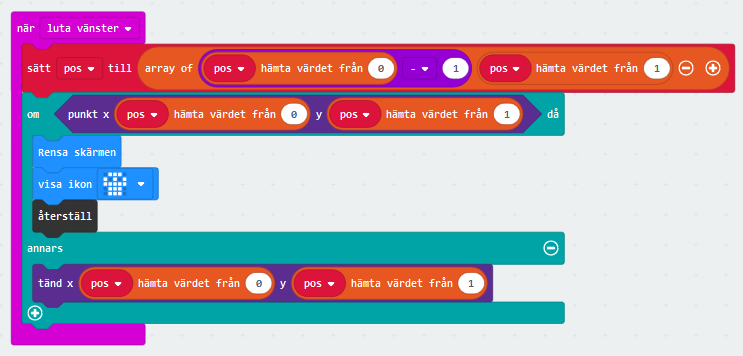 när luta vänster
sätt pos till array of pos hämta värdet från 0 - 1 pos hämta värdet från 1
om punkt x pos hämta värdet från 0 y pos hämta värdet från 1 då
Rensa skärmen
visa ikon
återställ
annars
tänd x pos hämta värdet från 0 y pos hämta värdet från 1